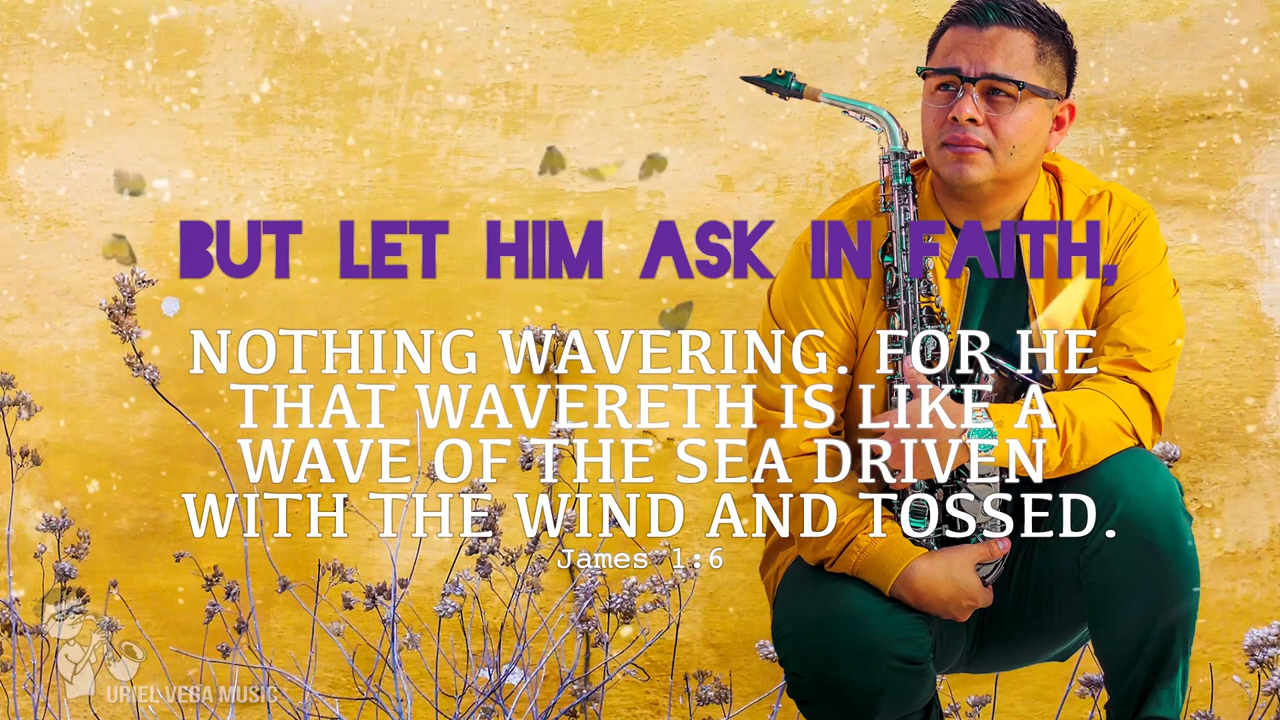 BUT LET HIM ASK IN FAITH,
NOTHING WAVERING. FOR HE
THAT WAVERETH IS LIKE A
WAVE OF THE SEA DRIVEN
WITH THE WIND AND TOSSED.
James 1:6
URIEL VEGA MUSIC